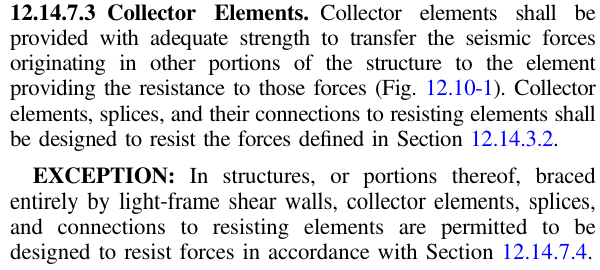 12.14.7.3 Collector Elements. Collector elements shall be
provided with adequate strength to transfer the seismic forces
originating in other portions of the structure to the element
providing the resistance to those forces (Fig. 12.10-1). Collector
elements, splices, and their connections to resisting elements shall
be designed to resist the forces defined in Section 12.14.3.2.
EXCEPTION: In structures, or portions thereof, braced
entirely by light-frame shear walls, collector elements, splices,
and connections to resisting elements are permitted to be
designed to resist forces in accordance with Section 12.14.7.4.